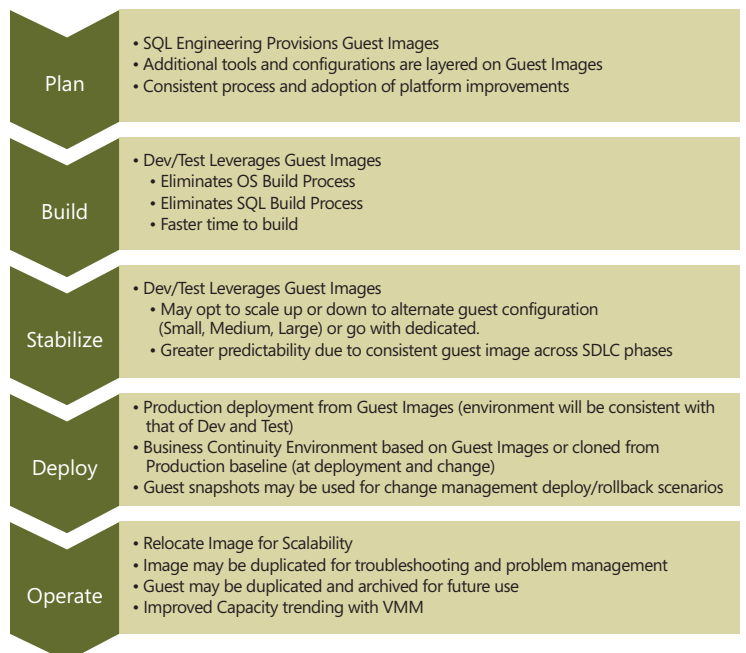 Plan
• SQL Engineering Provisions Guest Images
• Additional tools and configurations are layered on Guest Images
• Consistent process and adoption of platform improvements
Build
• Dev/Test Leverages Guest Images
• Eliminates OS Build Process
• Eliminates SQL Build Process
• Faster time to build
Stabilize
• Dev/Test Leverages Guest Images
• May opt to scale up or down to alternate guest configuration
(Small, Medium, Large) or go with dedicated.
• Greater predictability due to consistent guest image across SDLC phases
Deploy
• Production deployment from Guest Images (environment will be consistent with
that of Dev and Test)
• Business Continuity Environment based on Guest Images or cloned from
Production baseline (at deployment and change)
• Guest snapshots may be used for change management deploy/rollback scenarios
Operate
• Relocate Image for Scalability
• Image may be duplicated for troubleshooting and problem management
• Guest may be duplicated and archived for future use
• Improved Capacity trending with VMM